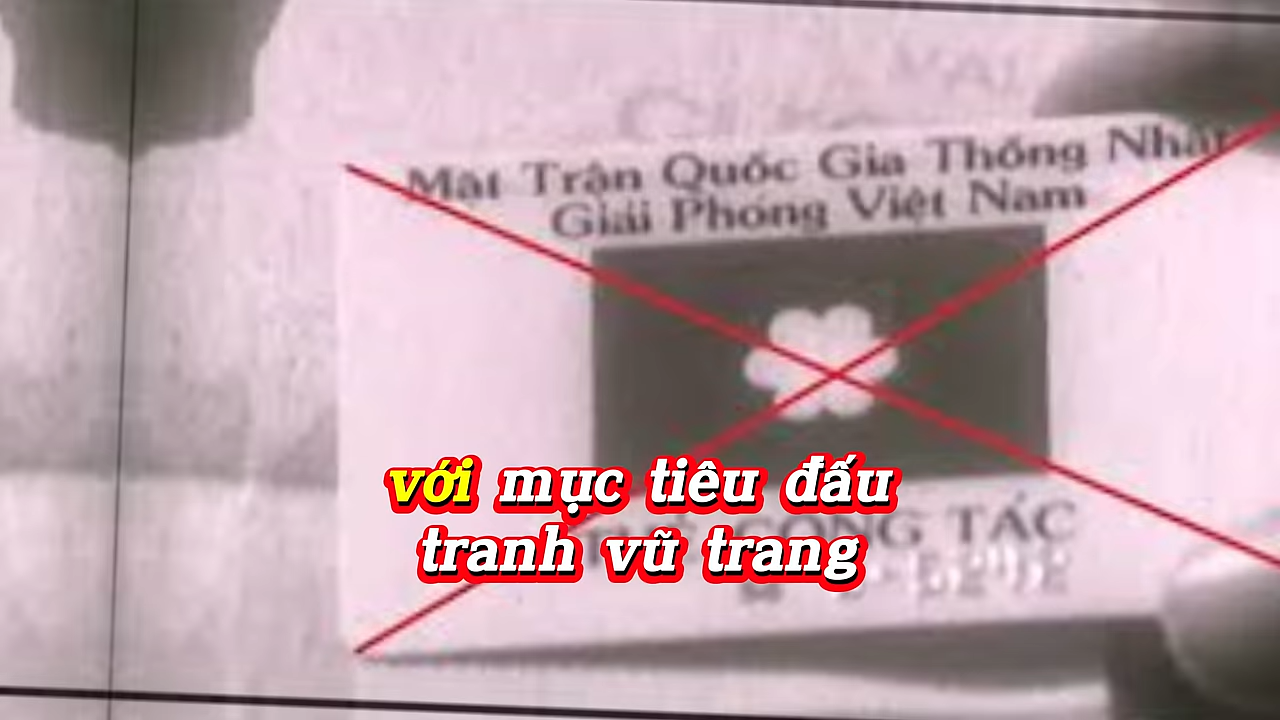 Mặt Trận Quốc Gia Thống Nhất
Giải Phóng Việt Nam
với mục tiêu đấu
CÔNG TÁC
tranh vũ trang